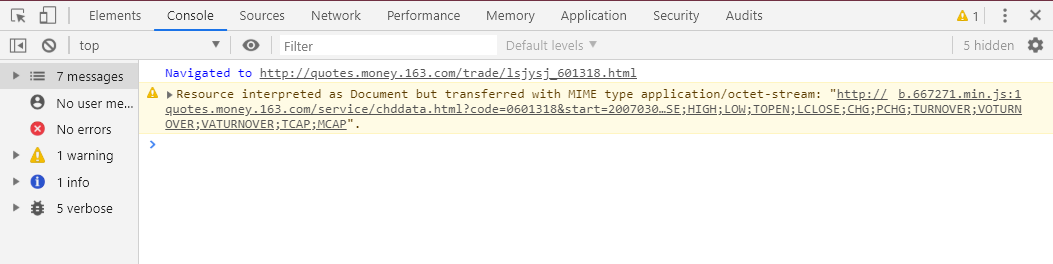 Elements Console Sources Network Performance Memory Application Security Audits 1
top Filter Default levels 5 hidden
7 messages
No user me...
No errors
1 warning
1 info
5 verbose
Navigated to http://quotes.money.163.com/trade/lsjysj_601318.html
Resource interpreted as Document but transferred with MIME type application/octet-stream: "http:// b.667271.min.js:1
quotes.money.163.com/service/chddata.html?code=0601318&start=2007030…SE;HIGH;LOW;TOPEN;LCLOSE;CHG;PCHG;TURNOVER;VOTURN
OVER;VATURNOVER;TCAP;MCAP".